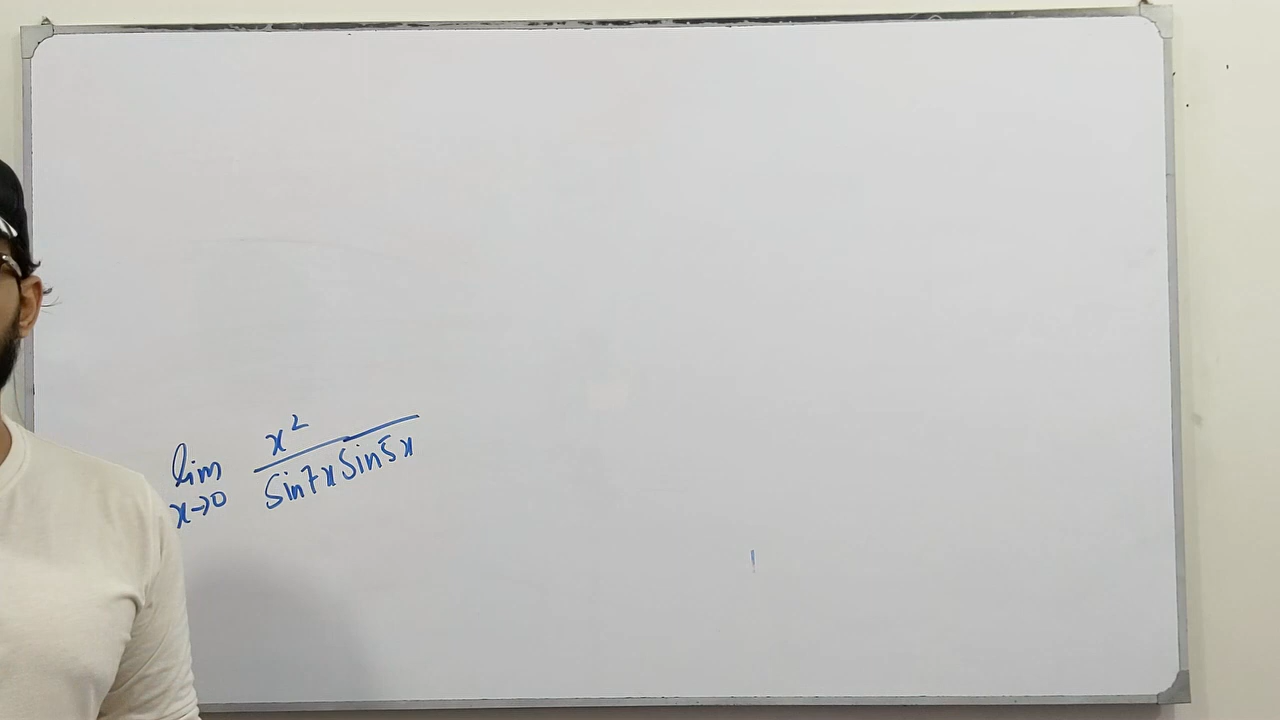 lim x² / Sin7x Sin5x
x→0